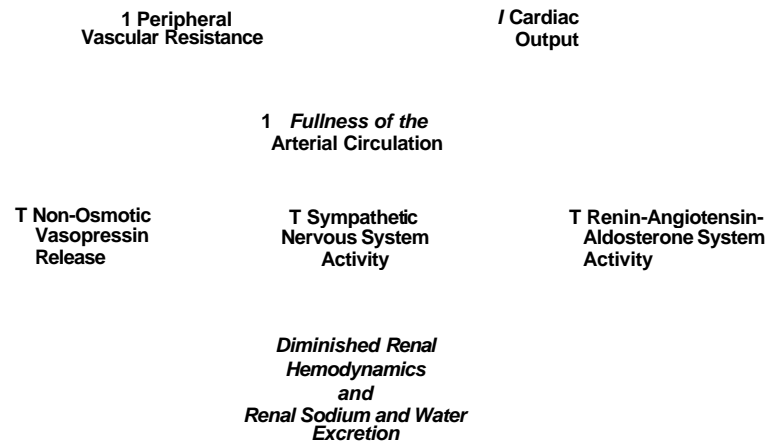 1 Peripheral
Vascular Resistance
I Cardiac
Output
1 Fullness of the
Arterial Circulation
T Non-Osmotic
Vasopressin
Release
T Sympathetic
Nervous System
Activity
T Renin-Angiotensin-
Aldosterone System
Activity
Diminished Renal
Hemodynamics
and
Renal Sodium and Water
Excretion